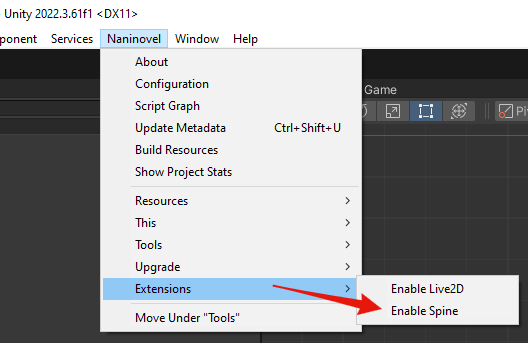 Unity 2022.3.61f1 <DX11>
ponent Services Naninovel Window Help
About
Configuration
Script Graph
Update Metadata Ctrl+Shift+U
Build Resources
Show Project Stats
Resources
This
Tools
Upgrade
Extensions
Move Under "Tools"
Enable Live2D
Enable Spine
Game
Pi